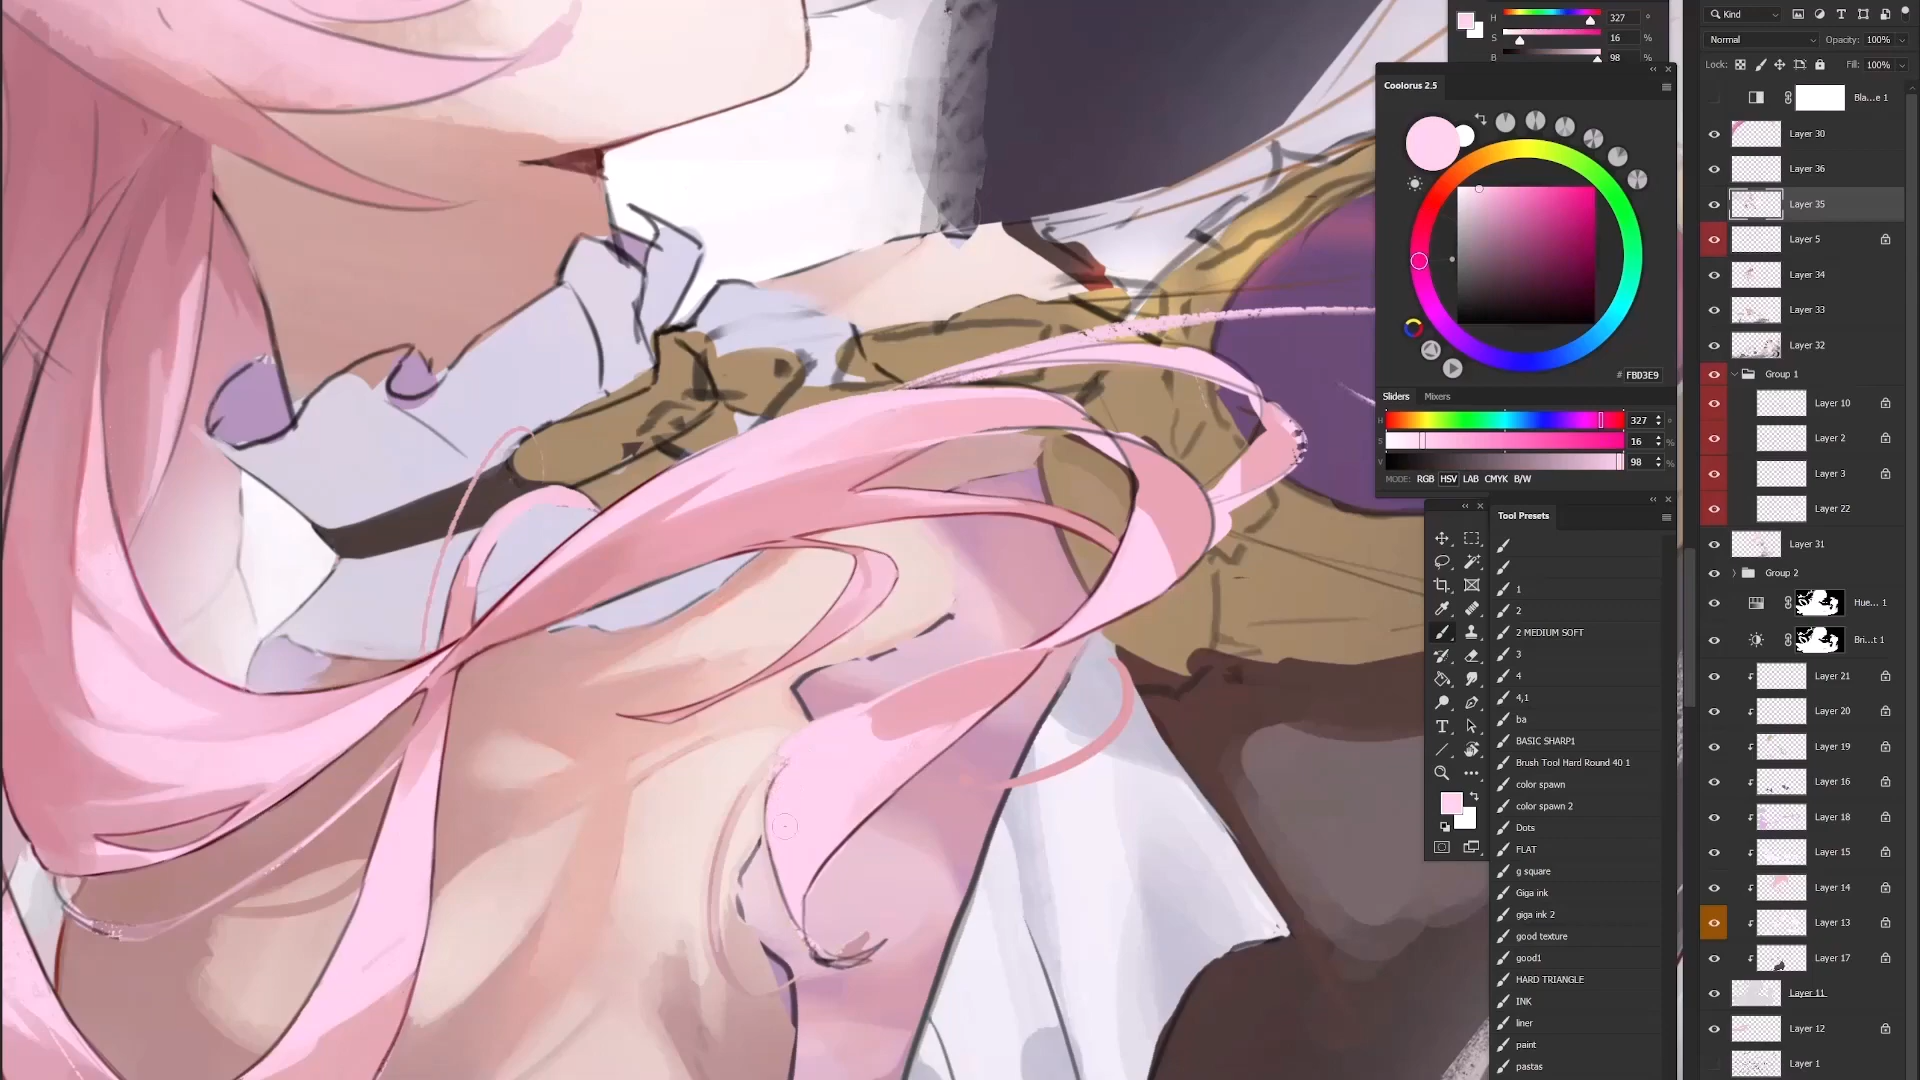 H 327 °
S 16 %
B 98 %
Coolorus 2.5
# FBD3E9
Sliders Mixers
H 327 °
S 16 %
V 98 %
MODE: RGB HSV LAB CMYK B/W
Tool Presets
1
2
2 MEDIUM SOFT
3
4
4,1
ba
BASIC SHARP1
Brush Tool Hard Round 40 1
color spawn
color spawn 2
Dots
FLAT
g square
Giga ink
giga ink 2
good texture
good1
HARD TRIANGLE
INK
liner
paint
pastas
Kind
Normal Opacity: 100%
Lock: Fill: 100%
Bla...e 1
Layer 30
Layer 36
Layer 35
Layer 5
Layer 34
Layer 33
Layer 32
Group 1
Layer 10
Layer 2
Layer 3
Layer 22
Layer 31
Group 2
Hue... 1
Bri...t 1
Layer 21
Layer 20
Layer 19
Layer 16
Layer 18
Layer 15
Layer 14
Layer 13
Layer 17
Layer 11
Layer 12
Layer 1